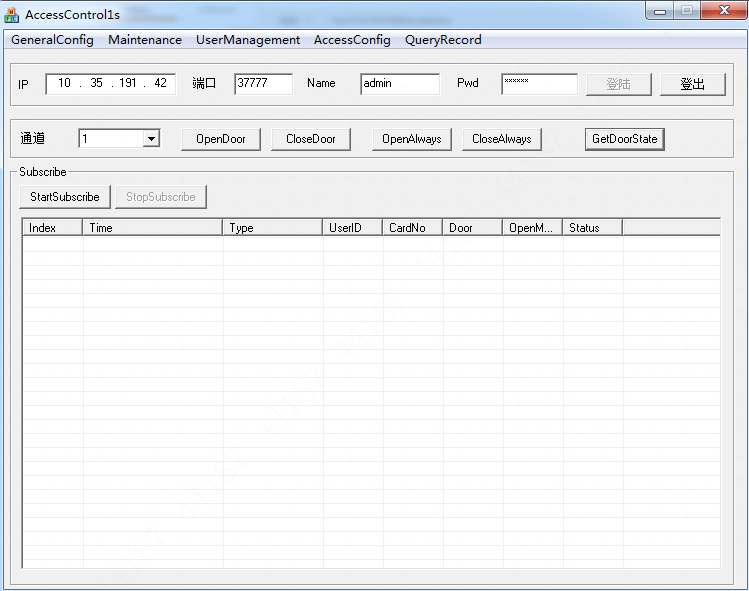 AccessControl1s
GeneralConfig Maintenance UserManagement AccessConfig QueryRecord
IP 10 . 35 . 191 . 42 端口 37777 Name admin Pwd ****** 登陆 登出
通道 1 OpenDoor CloseDoor OpenAlways CloseAlways GetDoorState
Subscribe
StartSubscribe StopSubscribe
Index Time Type UserID CardNo Door OpenM... Status